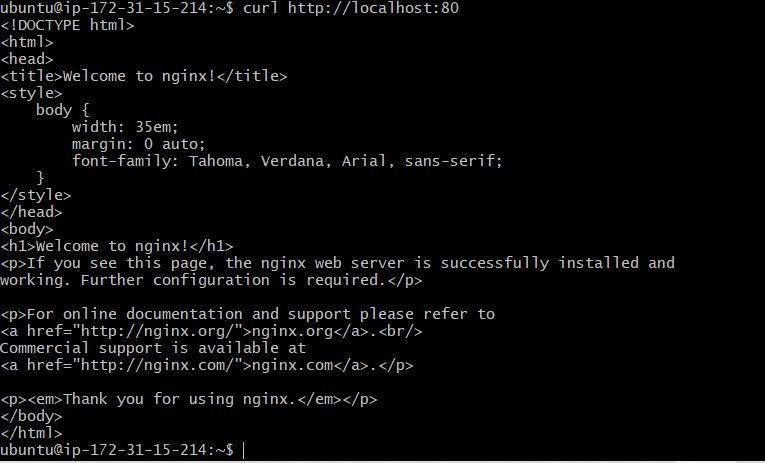 ubuntu@ip-172-31-15-214:~$ curl http://localhost:80
<!DOCTYPE html>
<html>
<head>
<title>Welcome to nginx!</title>
<style>
    body {
        width: 35em;
        margin: 0 auto;
        font-family: Tahoma, Verdana, Arial, sans-serif;
    }
</style>
</head>
<body>
<h1>Welcome to nginx!</h1>
<p>If you see this page, the nginx web server is successfully installed and
working. Further configuration is required.</p>

<p>For online documentation and support please refer to
<a href="http://nginx.org/">nginx.org</a>.<br/>
Commercial support is available at
<a href="http://nginx.com/">nginx.com</a>.</p>

<p><em>Thank you for using nginx.</em></p>
</body>
</html>
ubuntu@ip-172-31-15-214:~$